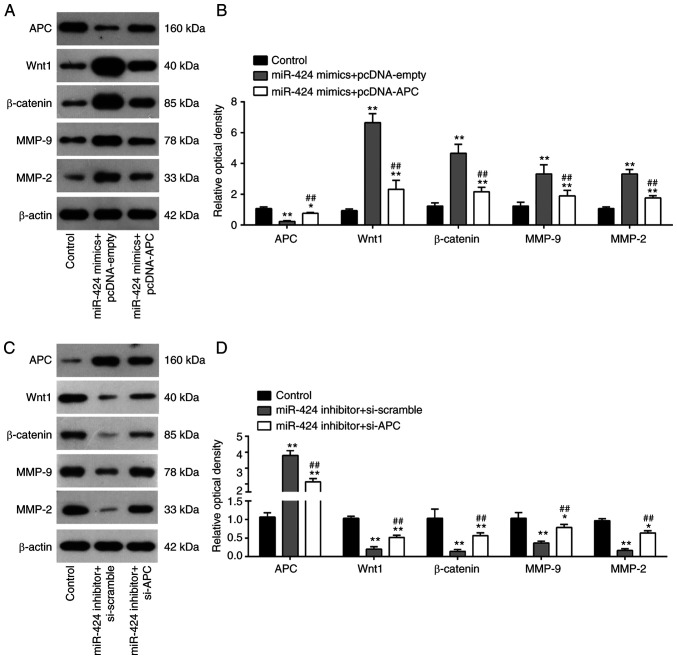 A
APC
160 kDa
Wnt1
40 kDa
β-catenin
85 kDa
MMP-9
78 kDa
MMP-2
33 kDa
β-actin
42 kDa
Control
miR-424 mimics+
pcDNA-empty
miR-424 mimics+
pcDNA-APC
B
Control
miR-424 mimics+pcDNA-empty
miR-424 mimics+pcDNA-APC
Relative optical density
8
6
4
2
0
**
##
*
**
##
**
**
##
**
**
##
**
**
##
**
APC
Wnt1
β-catenin
MMP-9
MMP-2
C
APC
160 kDa
Wnt1
40 kDa
β-catenin
85 kDa
MMP-9
78 kDa
MMP-2
33 kDa
β-actin
42 kDa
Control
miR-424 inhibitor+
si-scramble
miR-424 inhibitor+
si-APC
D
Control
miR-424 inhibitor+si-scramble
miR-424 inhibitor+si-APC
Relative optical density
5
4
3
2
1.5
1.0
0.5
0.0
**
##
**
**
##
**
**
##
**
**
##
*
**
##
*
APC
Wnt1
β-catenin
MMP-9
MMP-2